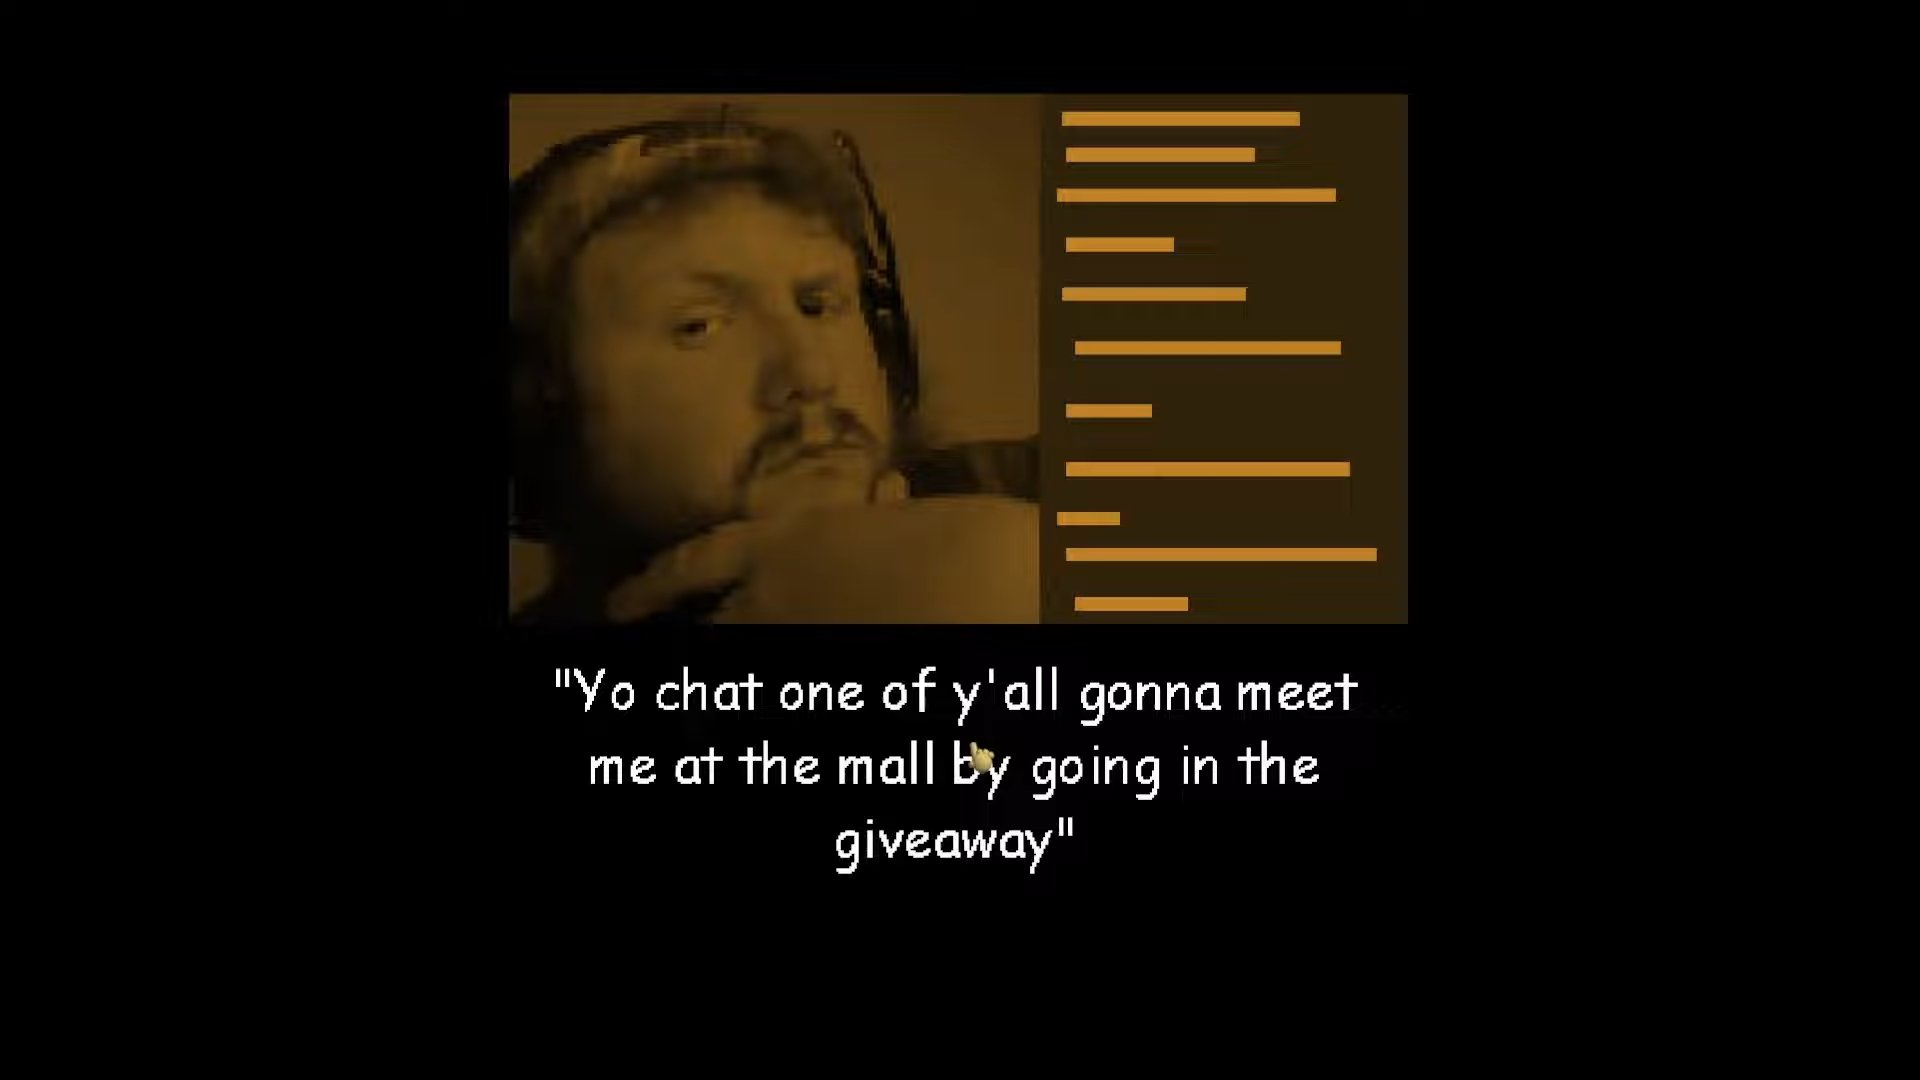 "Yo chat one of y'all gonna meet
me at the mall by going in the
giveaway"